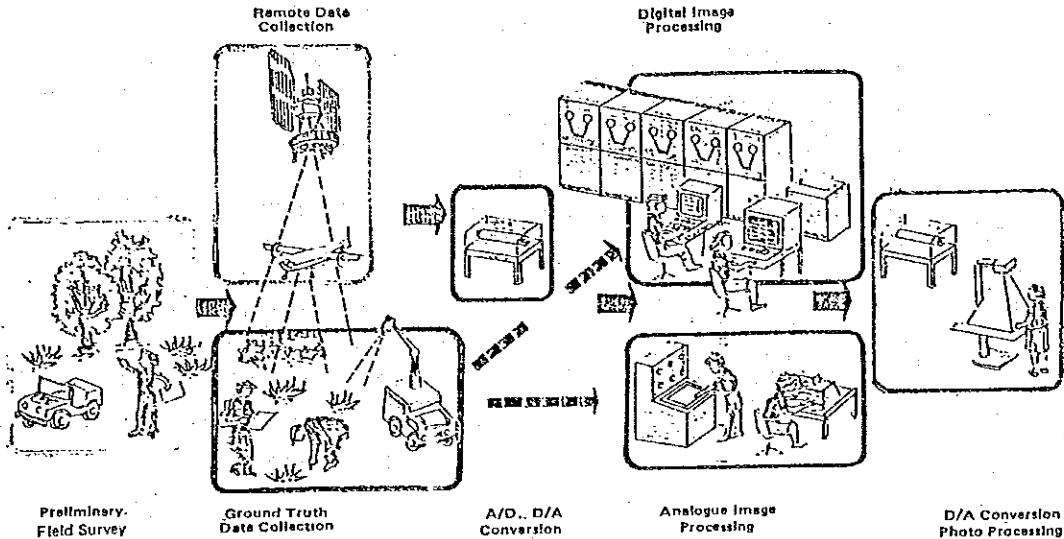 Remote Data
Collection
Digital Image
Processing
Preliminary-
Field Survey
Ground Truth
Data Collection
A/D., D/A
Conversion
Analogue Image
Processing
D/A Conversion
Photo Processing